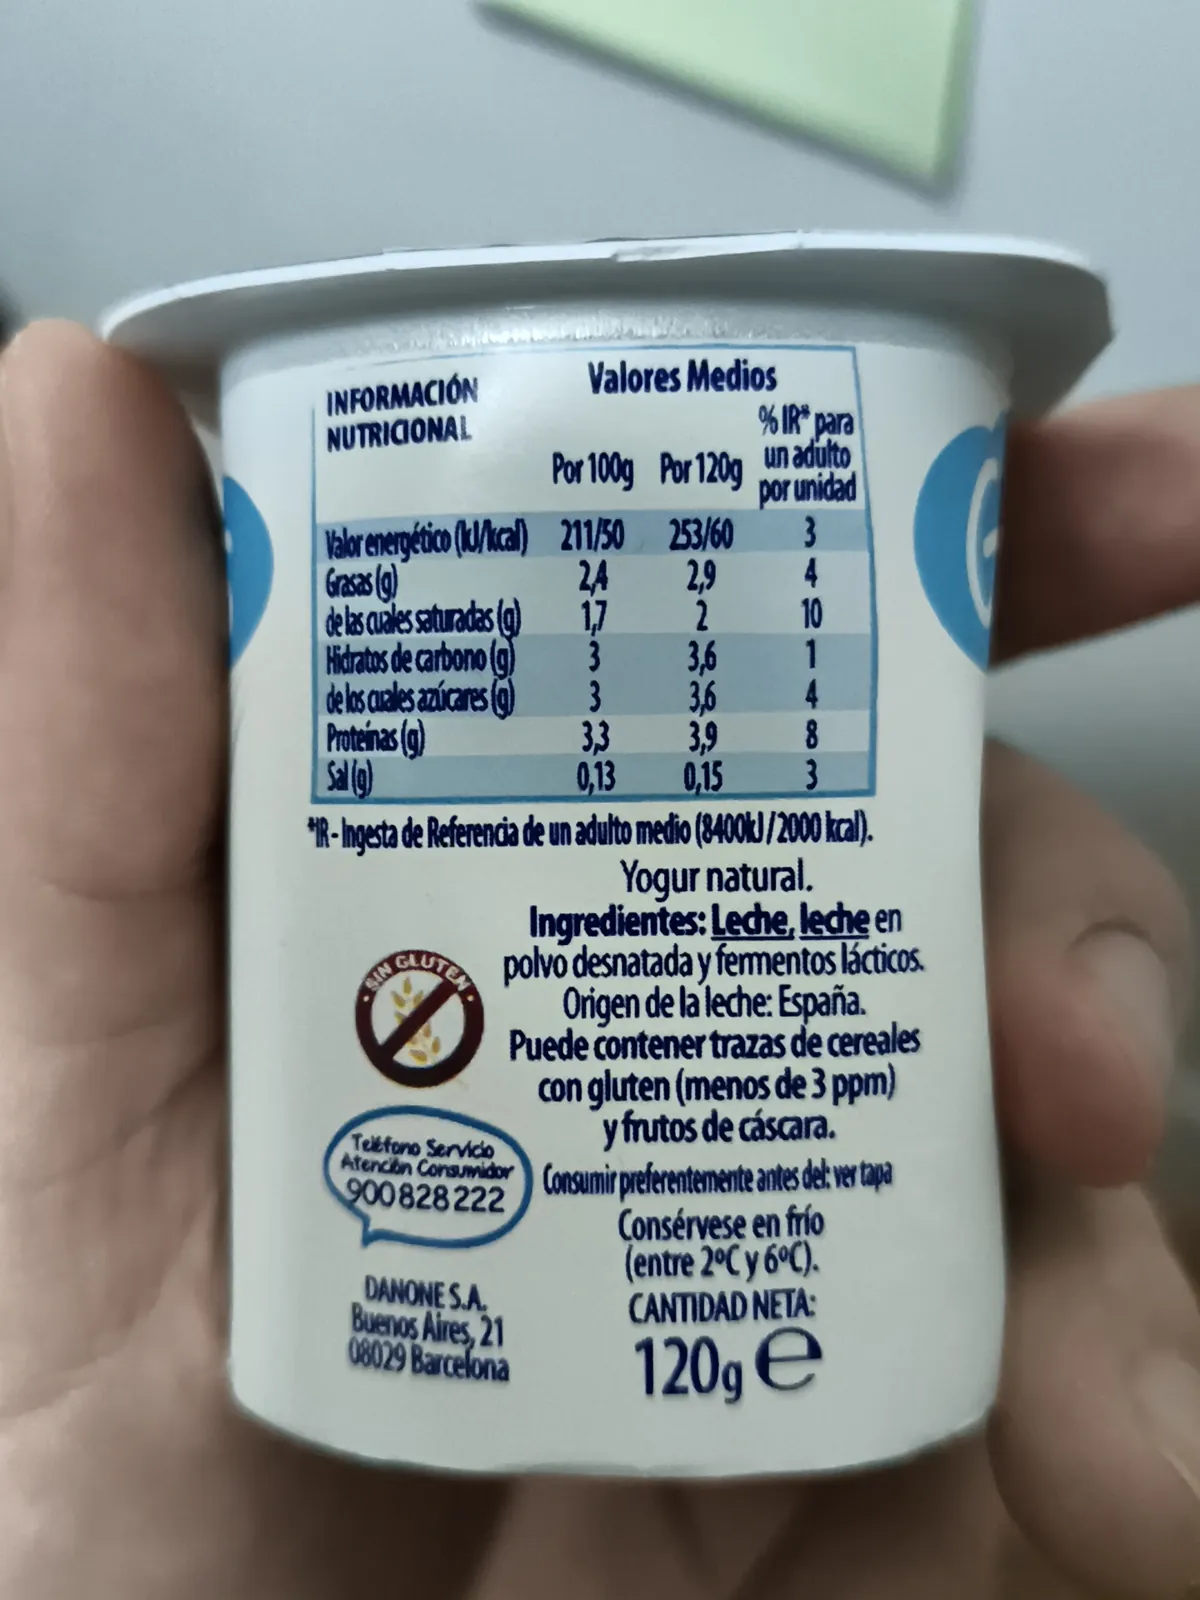 INFORMACIÓN
NUTRICIONAL
Valores Medios
Por 100g Por 120g % IR* para
un adulto
por unidad
Valor energético (kJ/kcal) 211/50 253/60 3
Grasas (g) 2,4 2,9 4
de las cuales saturadas (g) 1,7 2 10
Hidratos de carbono (g) 3 3,6 1
de los cuales azúcares (g) 3 3,6 4
Proteínas (g) 3,3 3,9 8
Sal (g) 0,13 0,15 3
*IR - Ingesta de Referencia de un adulto medio (8400kJ/2000 kcal).
Yogur natural.
Ingredientes: Leche, leche en
polvo desnatada y fermentos lácticos.
Origen de la leche: España.
Puede contener trazas de cereales
con gluten (menos de 3 ppm)
y frutos de cáscara.
Consumir preferentemente antes del: ver tapa
Consérvese en frío
(entre 2ºC y 6ºC).
CANTIDAD NETA:
120g e
• SIN GLUTEN •
Teléfono Servicio
Atención Consumidor
900 828 222
DANONE S.A.
Buenos Aires, 21
08029 Barcelona